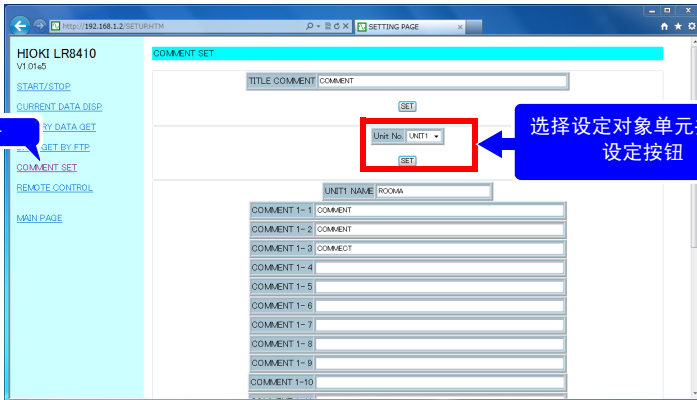 http://192.168.1.2/SETUP.HTM
SETTING PAGE
HIOKI LR8410
V1.01e5
START/STOP
CURRENT DATA DISP
RY DATA GET
GET BY FTP
COMMENT SET
REMOTE CONTROL
MAIN PAGE
COMMENT SET
TITLE COMMENT COMMENT
SET
Unit No. UNIT1
SET
选择设定对象单元
设定按钮
UNIT1 NAME ROOMA
COMMENT 1- 1 COMMENT
COMMENT 1- 2 COMMENT
COMMENT 1- 3 COMMECT
COMMENT 1- 4
COMMENT 1- 5
COMMENT 1- 6
COMMENT 1- 7
COMMENT 1- 8
COMMENT 1- 9
COMMENT 1-10